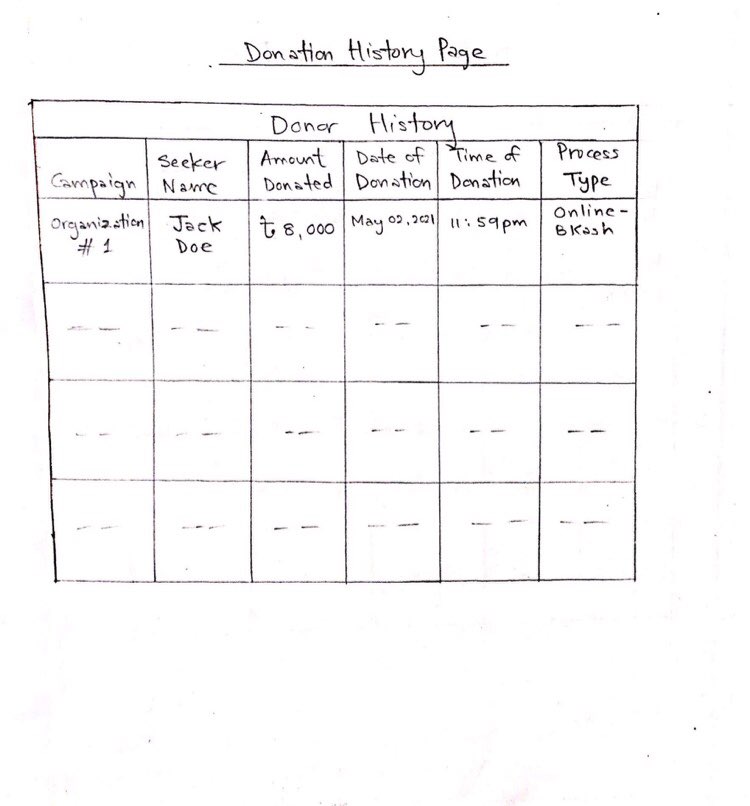 Donation History Page
Donor History
Campaign
Seeker
Name
Amount
Donated
Date of
Donation
Time of
Donation
Process
Type
Organization
# 1
Jack
Doe
৳ 8,000
May 02, 2021
11:59pm
Online-
BKash
-- -- -- -- -- --
-- -- -- -- -- --
-- -- -- -- -- --